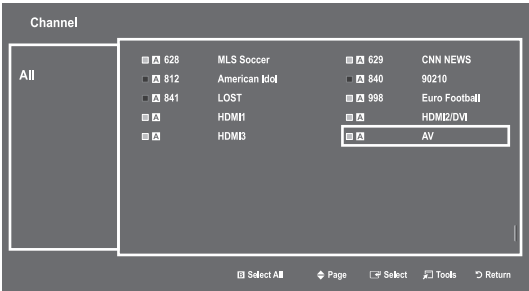 Channel
All
A 628 MLS Soccer A 629 CNN NEWS
A 812 American Idol A 840 90210
A 841 LOST A 998 Euro Football
A HDMI1 A HDMI2/DVI
A HDMI3 A AV
B Select All Page Select Tools Return